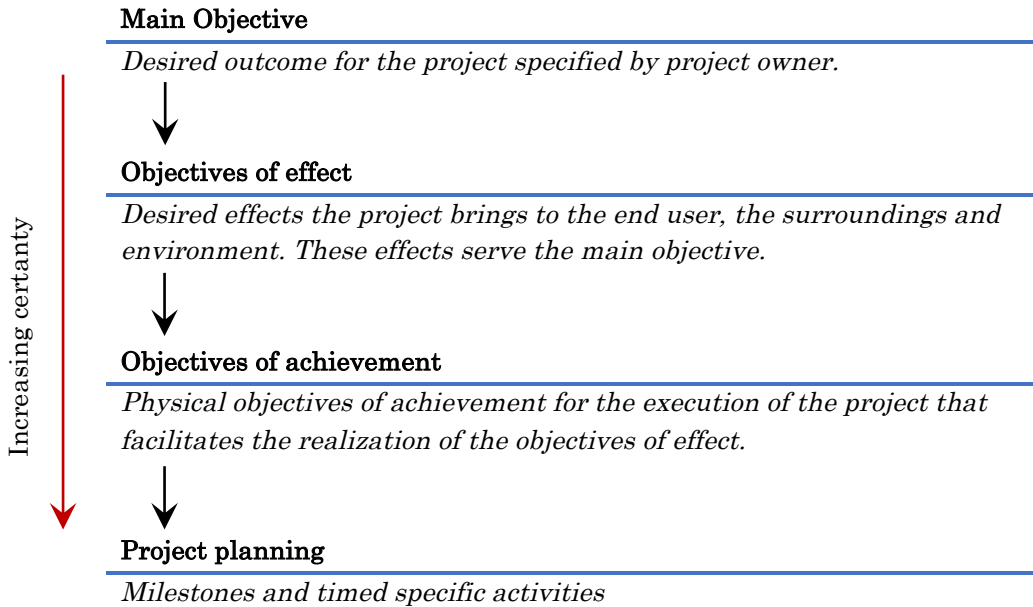 Main Objective
Desired outcome for the project specified by project owner.
Objectives of effect
Desired effects the project brings to the end user, the surroundings and
environment. These effects serve the main objective.
Objectives of achievement
Physical objectives of achievement for the execution of the project that
facilitates the realization of the objectives of effect.
Project planning
Milestones and timed specific activities
Increasing certanty